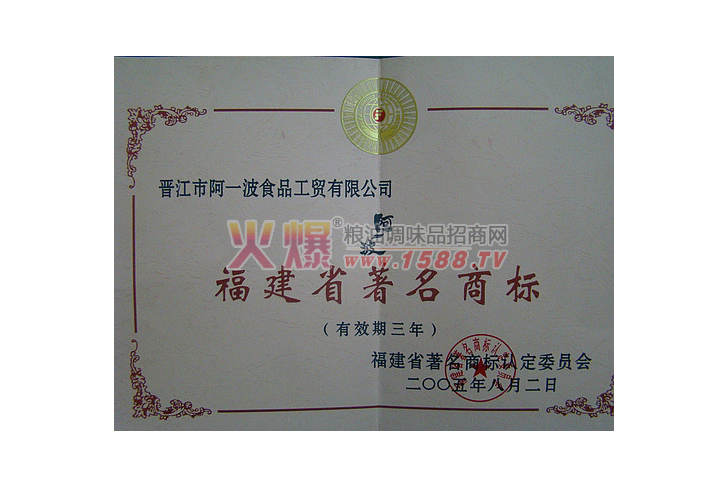 晋江市阿一波食品工贸有限公司
阿一波
火爆®粮油调味品招商网
www.1588.TV
福建省著名商标
(有效期三年)
福建省著名商标认定委员会
二〇〇五年八月二日